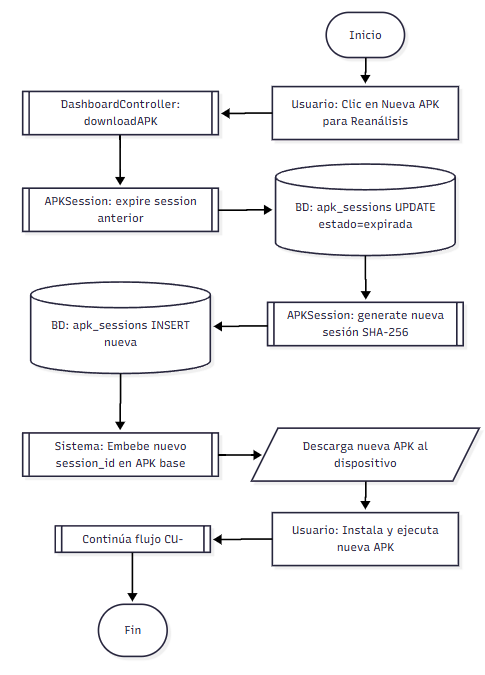 Inicio
Usuario: Clic en Nueva APK
para Reanálisis
DashboardController:
downloadAPK
APKSession: expire session
anterior
BD: apk_sessions UPDATE
estado=expirada
APKSession: generate nueva
sesión SHA-256
BD: apk_sessions INSERT
nueva
Sistema: Embebe nuevo
session_id en APK base
Descarga nueva APK al
dispositivo
Usuario: Instala y ejecuta
nueva APK
Continúa flujo CU-
Fin